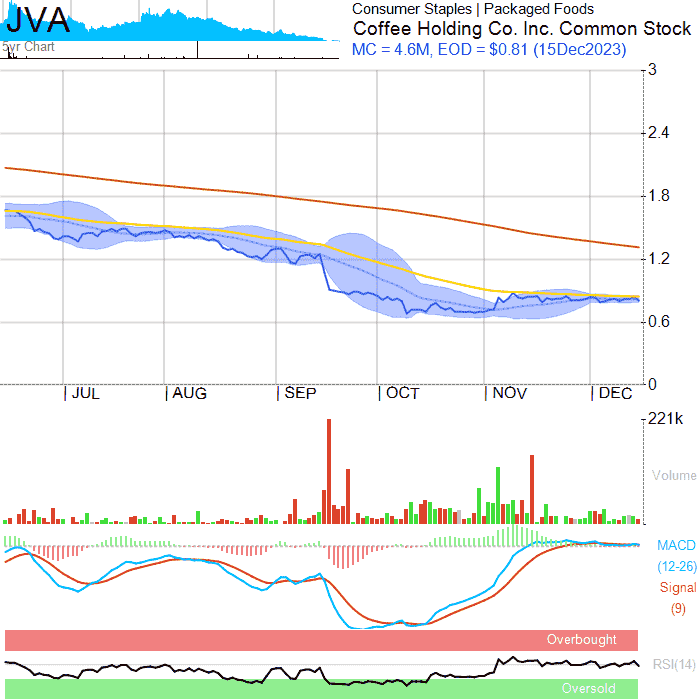 JVA
5yr Chart
Consumer Staples | Packaged Foods
Coffee Holding Co. Inc. Common Stock
MC = 4.6M, EOD = $0.81 (15Dec2023)
3
2.4
1.8
1.2
0.6
0
JUL AUG SEP OCT NOV DEC
221k
Volume
MACD
(12-26)
Signal
(9)
Overbought
RSI(14)
Oversold